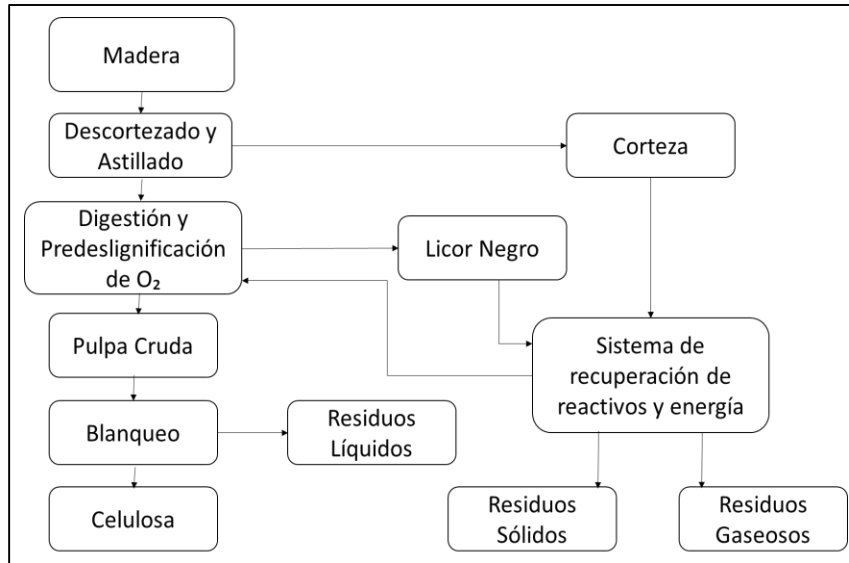 Madera
Descortezado y
Astillado
Corteza
Digestión y
Predeslignificación
de O₂
Licor Negro
Pulpa Cruda
Sistema de
recuperación de
reactivos y energía
Blanqueo
Residuos
Líquidos
Celulosa
Residuos
Sólidos
Residuos
Gaseosos